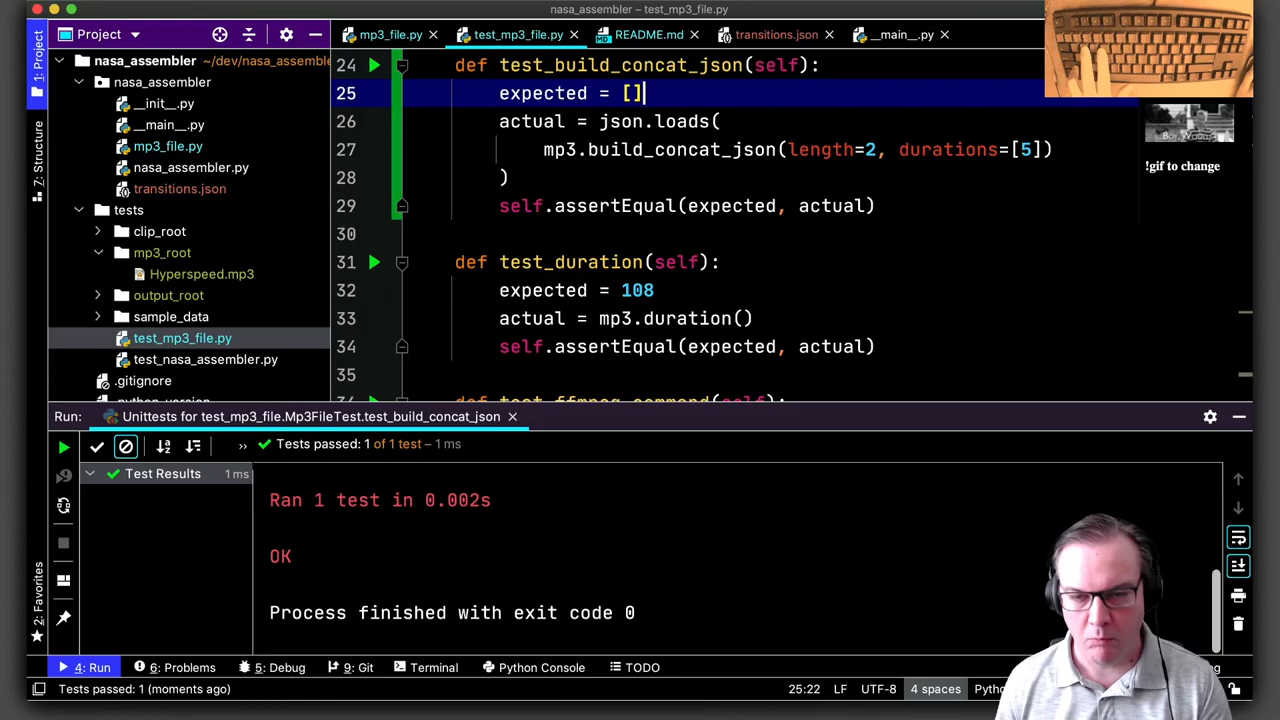 nasa_assembler – test_mp3_file.py
Project
mp3_file.py
test_mp3_file.py
README.md
transitions.json
__main__.py
1: Project
7: Structure
2: Favorites
nasa_assembler ~/dev/nasa_assemble
nasa_assembler
__init__.py
__main__.py
mp3_file.py
nasa_assembler.py
transitions.json
tests
clip_root
mp3_root
Hyperspeed.mp3
output_root
sample_data
test_mp3_file.py
test_nasa_assembler.py
.gitignore
24 def test_build_concat_json(self):
25 expected = []
26 actual = json.loads(
27 mp3.build_concat_json(length=2, durations=[5])
28 )
29 self.assertEqual(expected, actual)
30
31 def test_duration(self):
32 expected = 108
33 actual = mp3.duration()
34 self.assertEqual(expected, actual)
35
!gif to change
Run: Unittests for test_mp3_file.Mp3FileTest.test_build_concat_json
Tests passed: 1 of 1 test – 1 ms
Test Results 1 ms
Ran 1 test in 0.002s
OK
Process finished with exit code 0
4: Run
6: Problems
5: Debug
9: Git
Terminal
Python Console
TODO
Tests passed: 1 (moments ago)
25:22 LF UTF-8 4 spaces